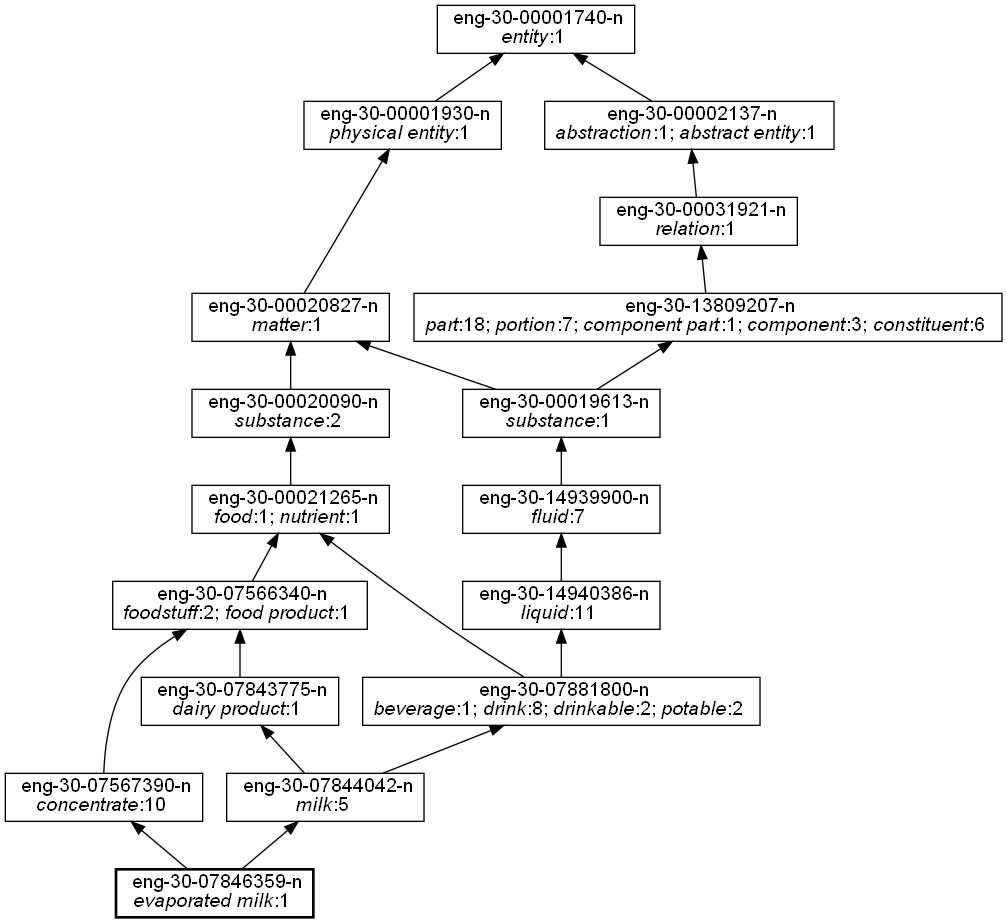 eng-30-00001740-n
entity:1
eng-30-00001930-n
physical entity:1
eng-30-00002137-n
abstraction:1; abstract entity:1
eng-30-00031921-n
relation:1
eng-30-00020827-n
matter:1
eng-30-13809207-n
part:18; portion:7; component part:1; component:3; constituent:6
eng-30-00020090-n
substance:2
eng-30-00019613-n
substance:1
eng-30-00021265-n
food:1; nutrient:1
eng-30-14939900-n
fluid:7
eng-30-07566340-n
foodstuff:2; food product:1
eng-30-14940386-n
liquid:11
eng-30-07843775-n
dairy product:1
eng-30-07881800-n
beverage:1; drink:8; drinkable:2; potable:2
eng-30-07567390-n
concentrate:10
eng-30-07844042-n
milk:5
eng-30-07846359-n
evaporated milk:1